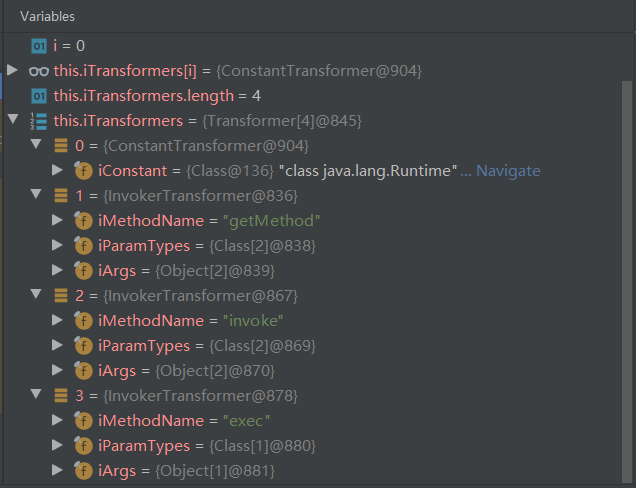 Variables
01 i = 0
this.iTransformers[i] = {ConstantTransformer@904}
01 this.iTransformers.length = 4
this.iTransformers = {Transformer[4]@845}
0 = {ConstantTransformer@904}
f iConstant = {Class@136} "class java.lang.Runtime"... Navigate
1 = {InvokerTransformer@836}
f iMethodName = "getMethod"
f iParamTypes = {Class[2]@838}
f iArgs = {Object[2]@839}
2 = {InvokerTransformer@867}
f iMethodName = "invoke"
f iParamTypes = {Class[2]@869}
f iArgs = {Object[2]@870}
3 = {InvokerTransformer@878}
f iMethodName = "exec"
f iParamTypes = {Class[1]@880}
f iArgs = {Object[1]@881}